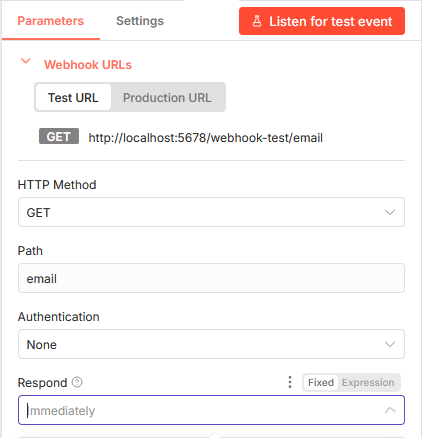 Parameters Settings Listen for test event
Webhook URLs
Test URL Production URL
GET http://localhost:5678/webhook-test/email
HTTP Method
GET
Path
email
Authentication
None
Respond Fixed Expression
Immediately